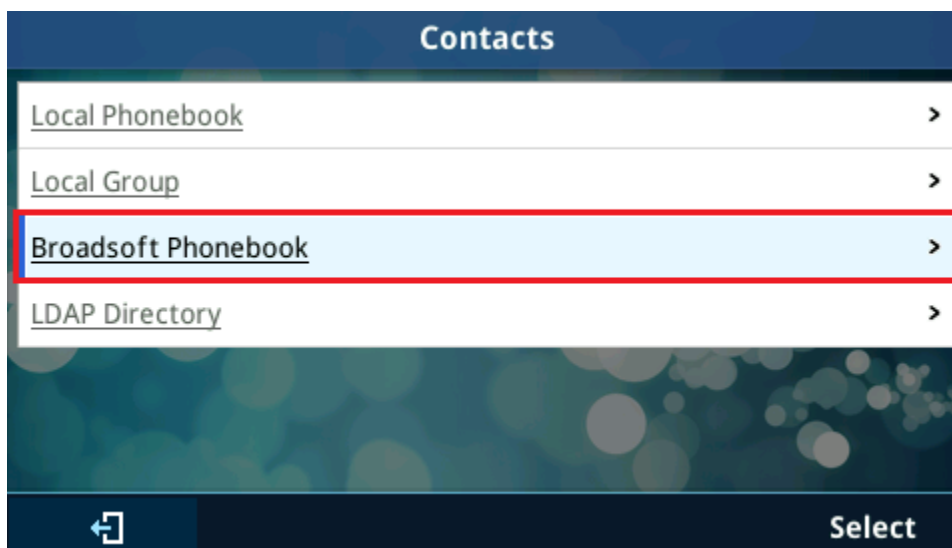 Contacts
Local Phonebook
Local Group
Broadsoft Phonebook
LDAP Directory
Select